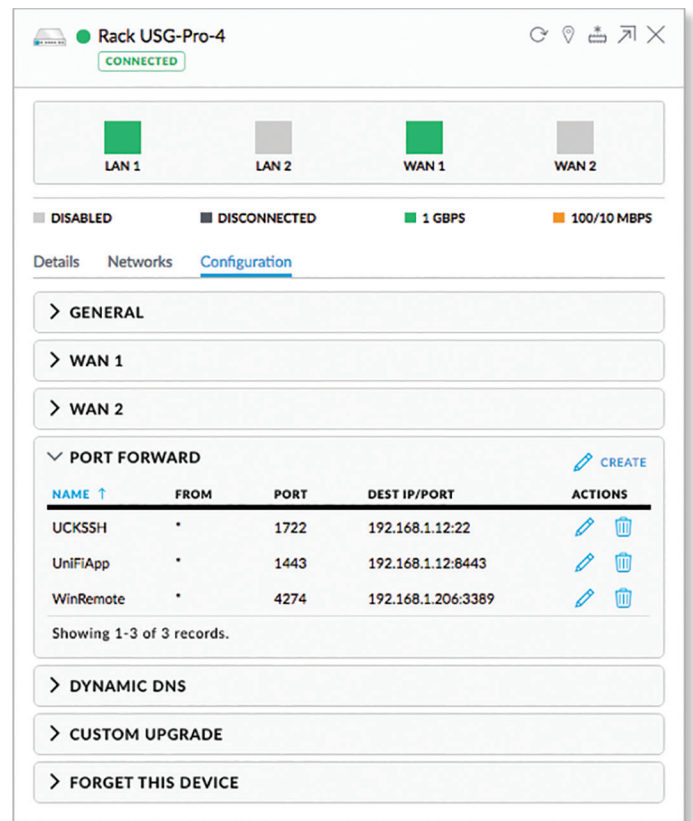 Rack USG-Pro-4
CONNECTED
LAN 1 LAN 2 WAN 1 WAN 2
DISABLED DISCONNECTED 1 GBPS 100/10 MBPS
Details Networks Configuration
GENERAL
WAN 1
WAN 2
PORT FORWARD CREATE
NAME ↑ FROM PORT DEST IP/PORT ACTIONS
UCKSSH * 1722 192.168.1.12:22
UniFiApp * 1443 192.168.1.12:8443
WinRemote * 4274 192.168.1.206:3389
Showing 1-3 of 3 records.
DYNAMIC DNS
CUSTOM UPGRADE
FORGET THIS DEVICE